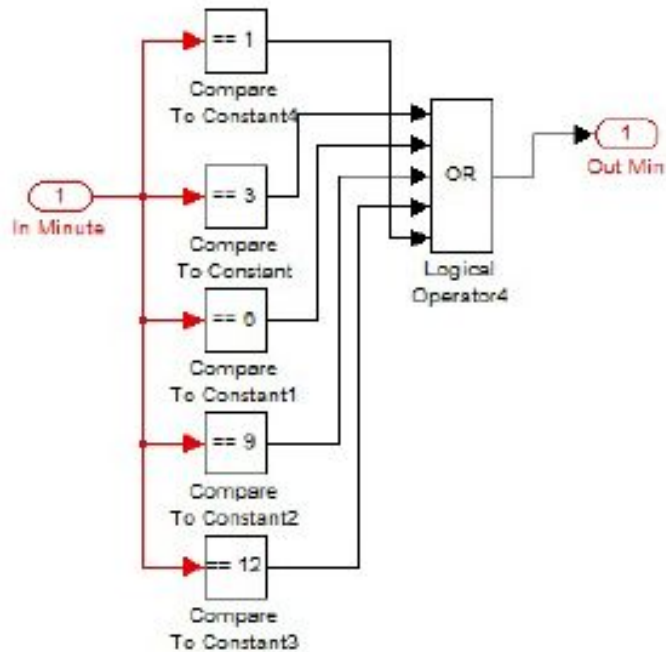 == 1
Compare
To Constant4
1
In Minute
== 3
Compare
To Constant
== 6
Compare
To Constant1
== 9
Compare
To Constant2
== 12
Compare
To Constant3
OR
Logical
Operator4
1
Out Min